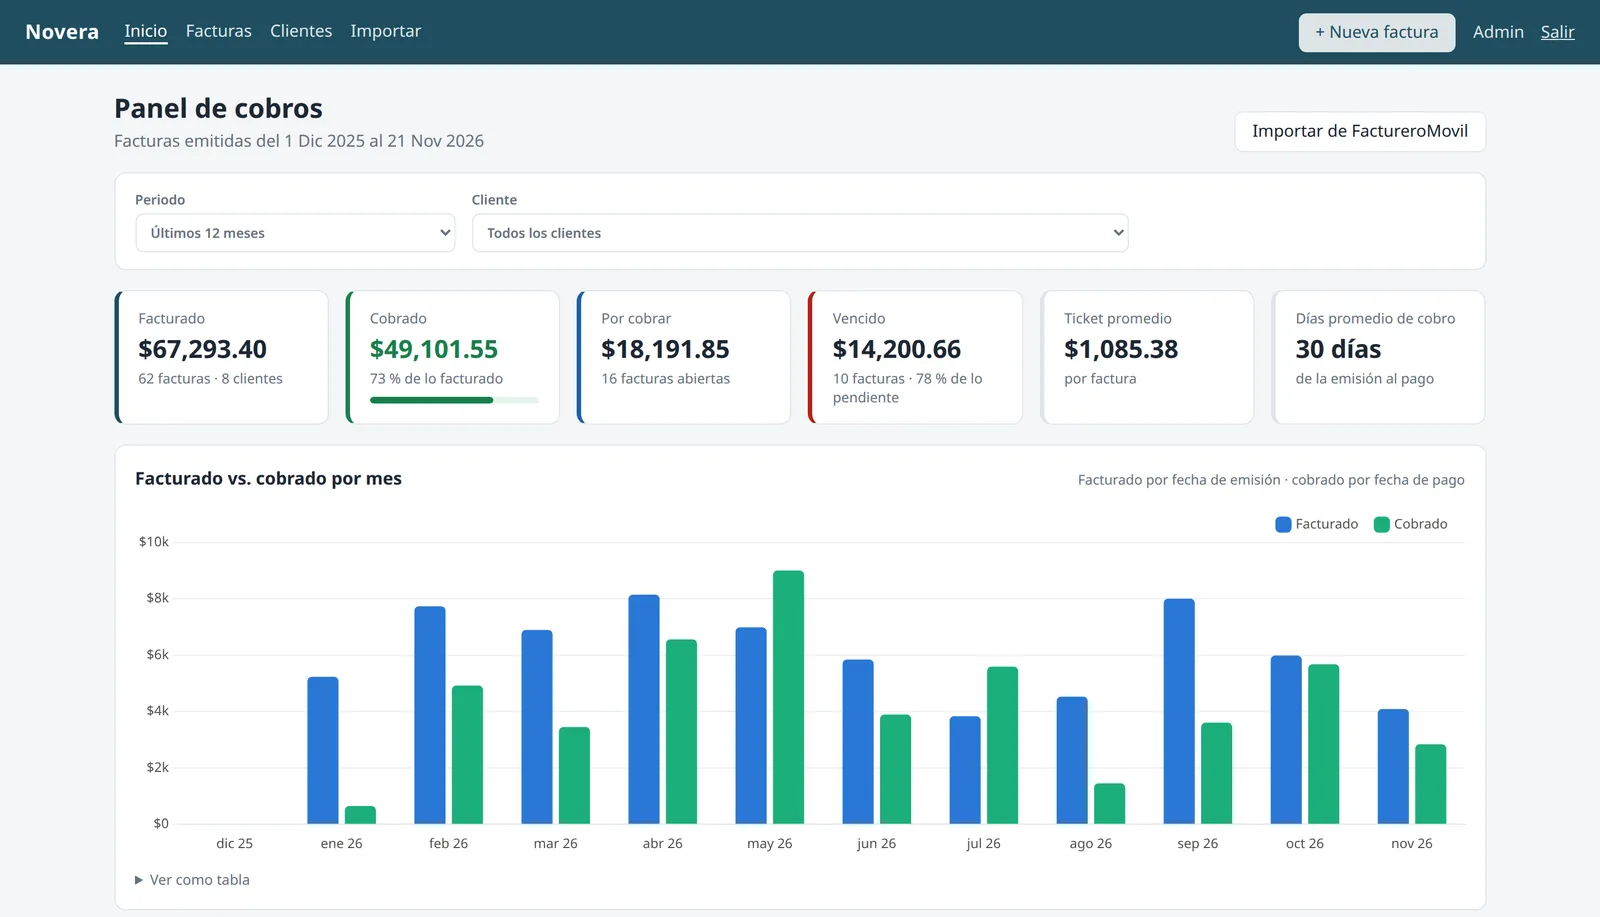 Novera Inicio Facturas Clientes Importar + Nueva factura Admin Salir
Panel de cobros
Facturas emitidas del 1 Dic 2025 al 21 Nov 2026
Importar de FactureroMovil
Periodo
Últimos 12 meses
Cliente
Todos los clientes
Facturado
$67,293.40
62 facturas · 8 clientes
Cobrado
$49,101.55
73 % de lo facturado
Por cobrar
$18,191.85
16 facturas abiertas
Vencido
$14,200.66
10 facturas · 78 % de lo
pendiente
Ticket promedio
$1,085.38
por factura
Días promedio de cobro
30 días
de la emisión al pago
Facturado vs. cobrado por mes
Facturado por fecha de emisión · cobrado por fecha de pago
Facturado Cobrado
$10k
$8k
$6k
$4k
$2k
$0
dic 25 ene 26 feb 26 mar 26 abr 26 may 26 jun 26 jul 26 ago 26 sep 26 oct 26 nov 26
Ver como tabla